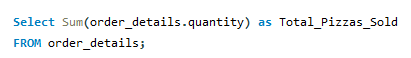 Select Sum(order_details.quantity) as Total_Pizzas_Sold
FROM order_details;